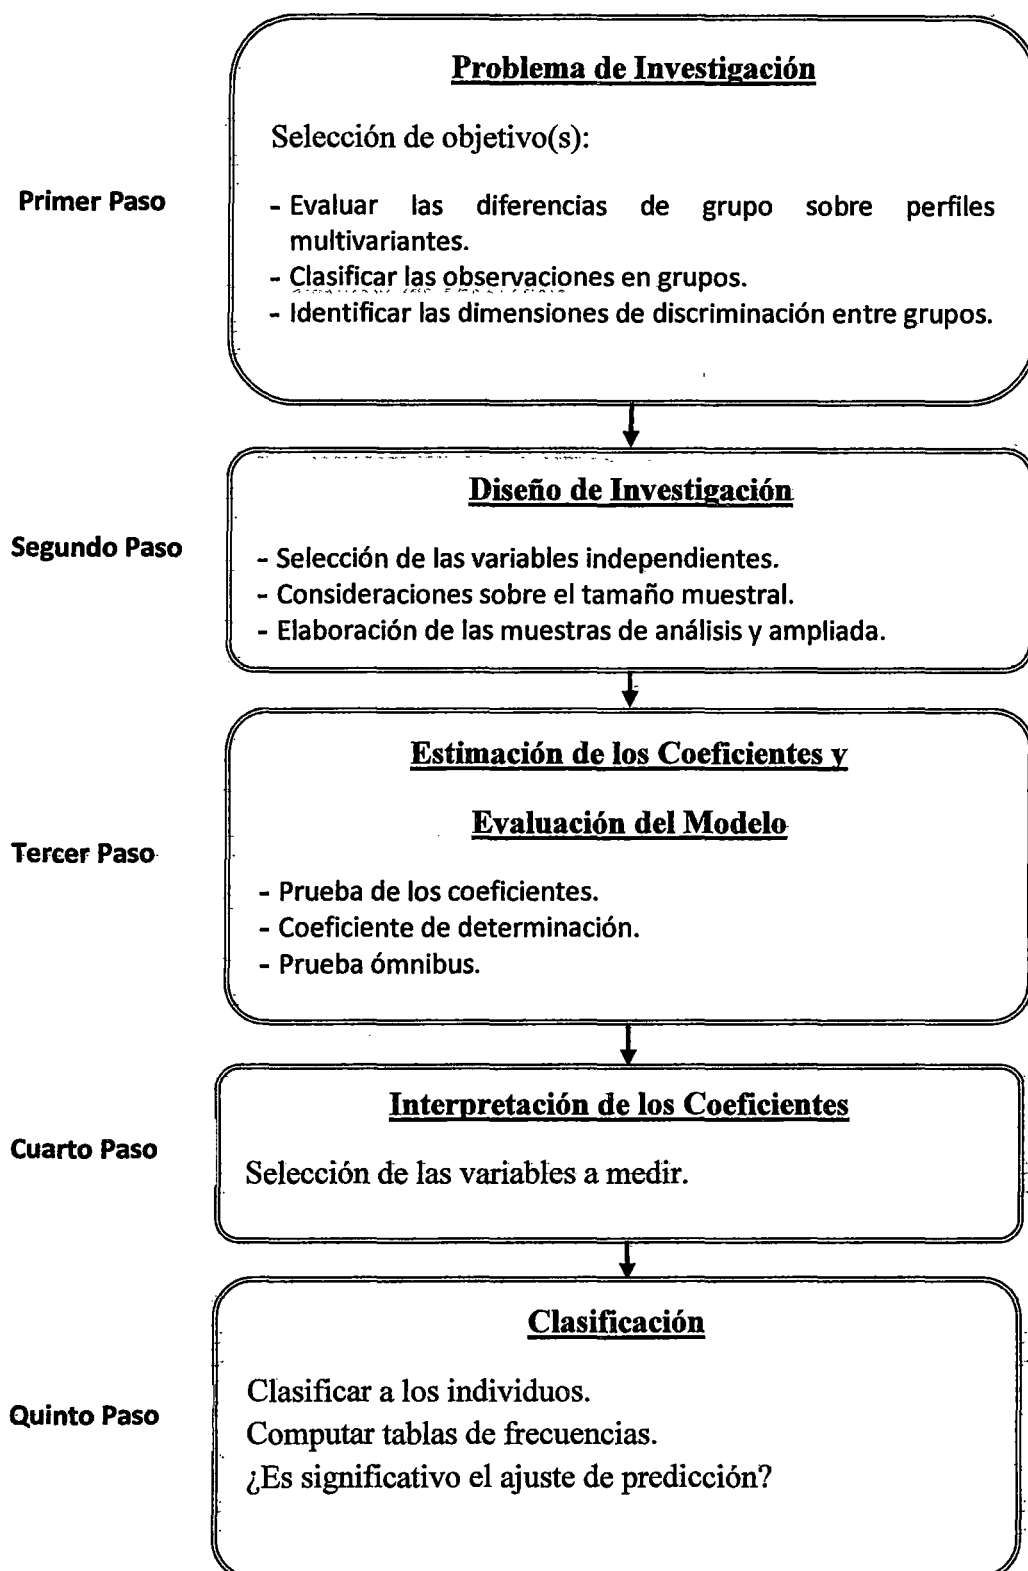 Problema de Investigación
Selección de objetivo(s):
Primer Paso
- Evaluar las diferencias de grupo sobre perfiles
multivariantes.
- Clasificar las observaciones en grupos.
- Identificar las dimensiones de discriminación entre grupos.
Diseño de Investigación
Segundo Paso
- Selección de las variables independientes.
- Consideraciones sobre el tamaño muestral.
- Elaboración de las muestras de análisis y ampliada.
Estimación de los Coeficientes y
Evaluación del Modelo
Tercer Paso
- Prueba de los coeficientes.
- Coeficiente de determinación.
- Prueba ómnibus.
Interpretación de los Coeficientes
Cuarto Paso
Selección de las variables a medir.
Clasificación
Quinto Paso
Clasificar a los individuos.
Computar tablas de frecuencias.
¿Es significativo el ajuste de predicción?